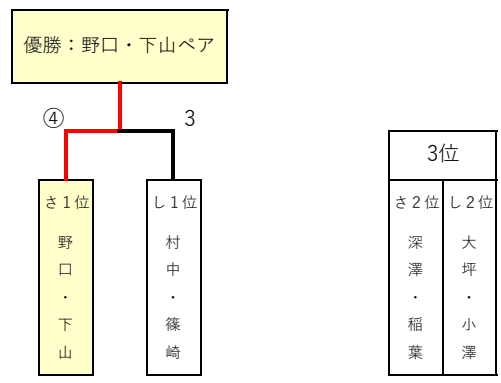 優勝：野口・下山ペア
④
3
3位
さ１位
し１位
さ２位
し２位
野口・下山
村中・篠崎
深澤・稲葉
大坪・小澤